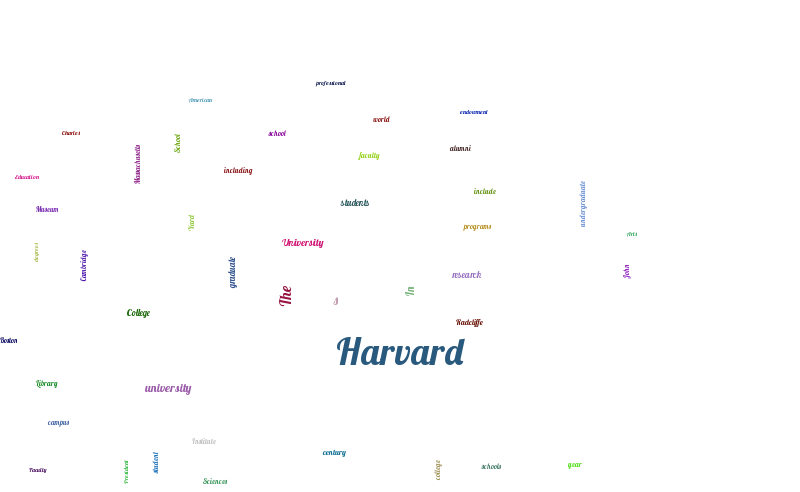 professional
American
endowment
world
Charles
school
School
alumni
faculty
Massachusetts
including
Education
include
students
undergraduate
Museum
Yard
programs
Arts
University
degrees
Cambridge
graduate
research
John
The
s
In
College
Radcliffe
Boston
Harvard
Library
university
campus
Institute
century
student
year
schools
Faculty
college
President
Sciences